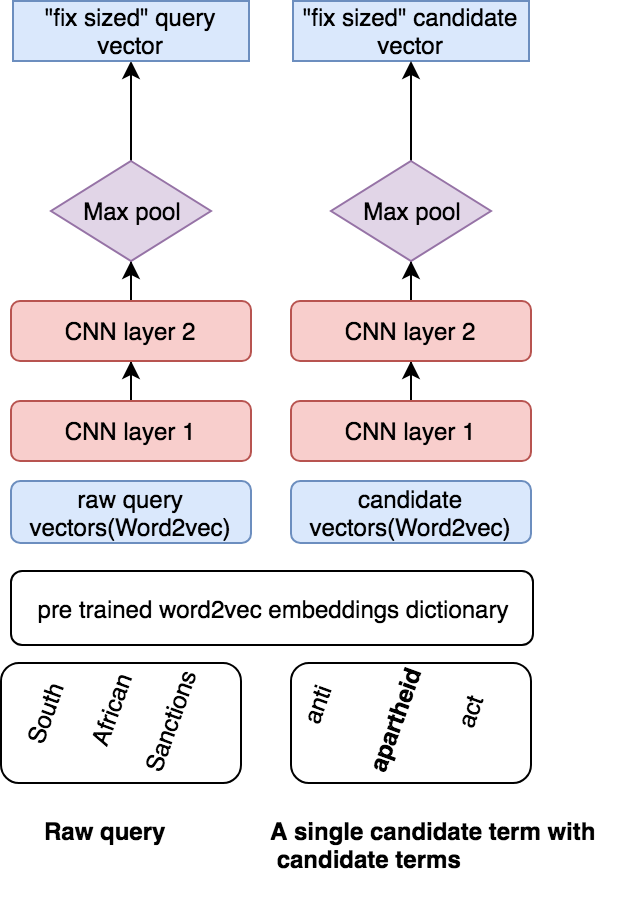 "fix sized" query
vector
"fix sized" candidate
vector
Max pool
Max pool
CNN layer 2
CNN layer 2
CNN layer 1
CNN layer 1
raw query
vectors(Word2vec)
candidate
vectors(Word2vec)
pre trained word2vec embeddings dictionary
South
African
Sanctions
anti
apartheid
act
Raw query
A single candidate term with
candidate terms